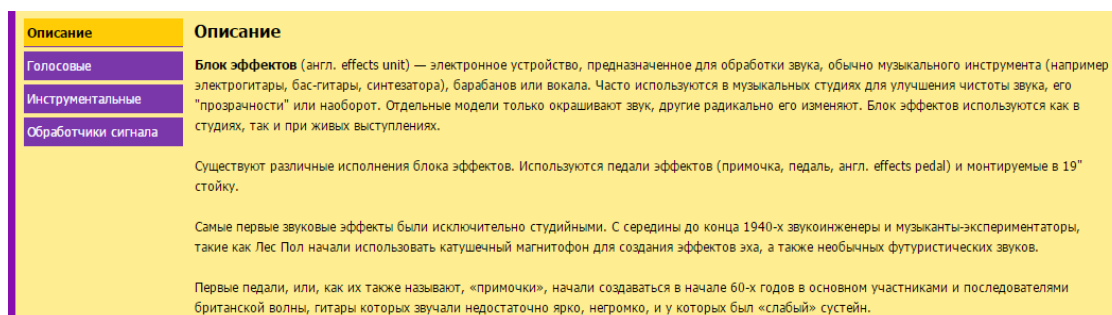 Описание
Голосовые
Инструментальные
Обработчики сигнала
Описание
Блок эффектов (англ. effects unit) — электронное устройство, предназначенное для обработки звука, обычно музыкального инструмента (например
электрогитары, бас-гитары, синтезатора), барабанов или вокала. Часто используются в музыкальных студиях для улучшения чистоты звука, его
"прозрачности" или наоборот. Отдельные модели только окрашивают звук, другие радикально его изменяют. Блок эффектов используются как в
студиях, так и при живых выступлениях.
Существуют различные исполнения блока эффектов. Используются педали эффектов (примочка, педаль, англ. effects pedal) и монтируемые в 19"
стойку.
Самые первые звуковые эффекты были исключительно студийными. С середины до конца 1940-х звукоинженеры и музыканты-экспериментаторы,
такие как Лес Пол начали использовать катушечный магнитофон для создания эффектов эха, а также необычных футуристических звуков.
Первые педали, или, как их также называют, «примочки», начали создаваться в начале 60-х годов в основном участниками и последователями
британской волны, гитары которых звучали недостаточно ярко, негромко, и у которых был «слабый» сустейн.